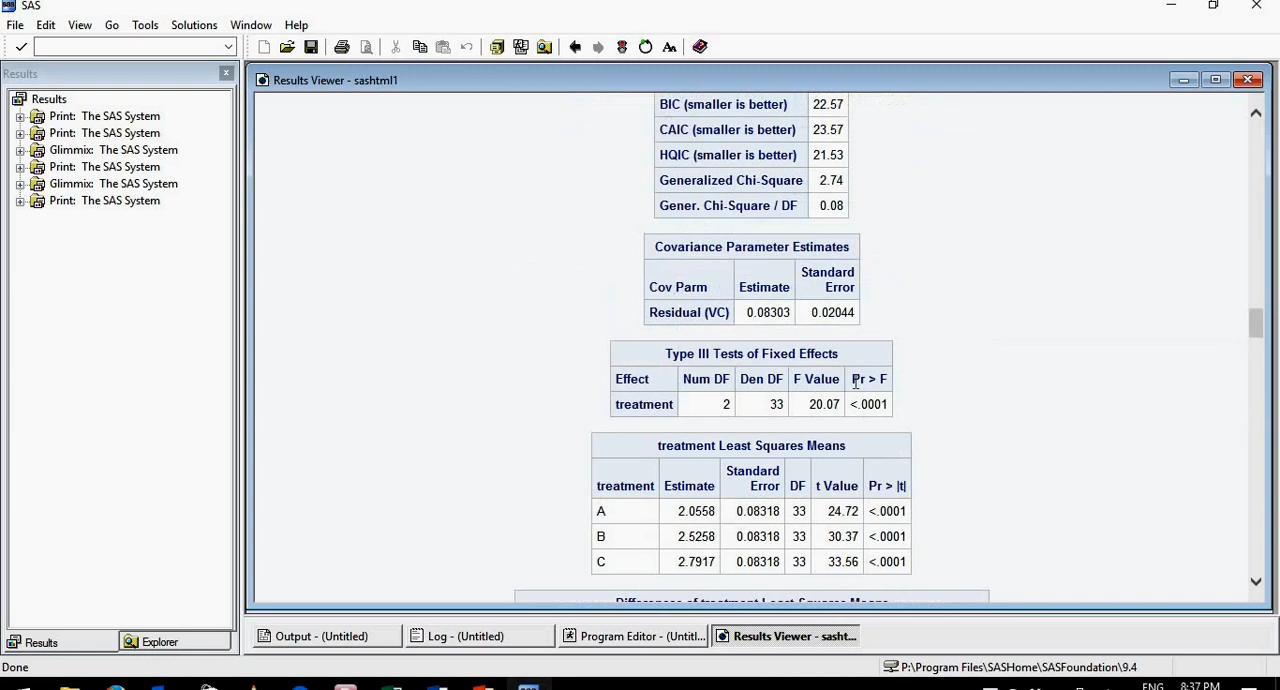 SAS
File Edit View Go Tools Solutions Window Help
Results
Results Viewer - sashtml1
Results
Print: The SAS System
Print: The SAS System
Glimmix: The SAS System
Print: The SAS System
Glimmix: The SAS System
Print: The SAS System
BIC (smaller is better) 22.57
CAIC (smaller is better) 23.57
HQIC (smaller is better) 21.53
Generalized Chi-Square 2.74
Gener. Chi-Square / DF 0.08
Covariance Parameter Estimates
Cov Parm Estimate Standard Error
Residual (VC) 0.08303 0.02044
Type III Tests of Fixed Effects
Effect Num DF Den DF F Value Pr > F
treatment 2 33 20.07 <.0001
treatment Least Squares Means
treatment Estimate Standard Error DF t Value Pr > |t|
A 2.0558 0.08318 33 24.72 <.0001
B 2.5258 0.08318 33 30.37 <.0001
C 2.7917 0.08318 33 33.56 <.0001
Differences of treatment Least Squares Means
Results Explorer
Output - (Untitled) Log - (Untitled) Program Editor - (Untitl... Results Viewer - sasht...
Done P:\Program Files\SASHome\SASFoundation\9.4
ENG 8:37 PM